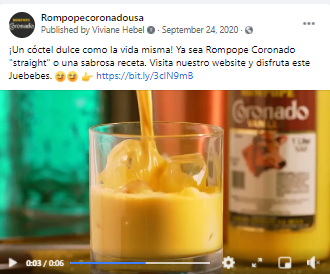 Rompopecoronadousa
Published by Viviane Hebel · September 24, 2020 ·
¡Un cóctel dulce como la vida misma! Ya sea Rompope Coronado
"straight" o una sabrosa receta. Visita nuestro website y disfruta este
Juebebes. 🤣🤣👉 https://bit.ly/3clN9mB
Coronado
0:03 / 0:06